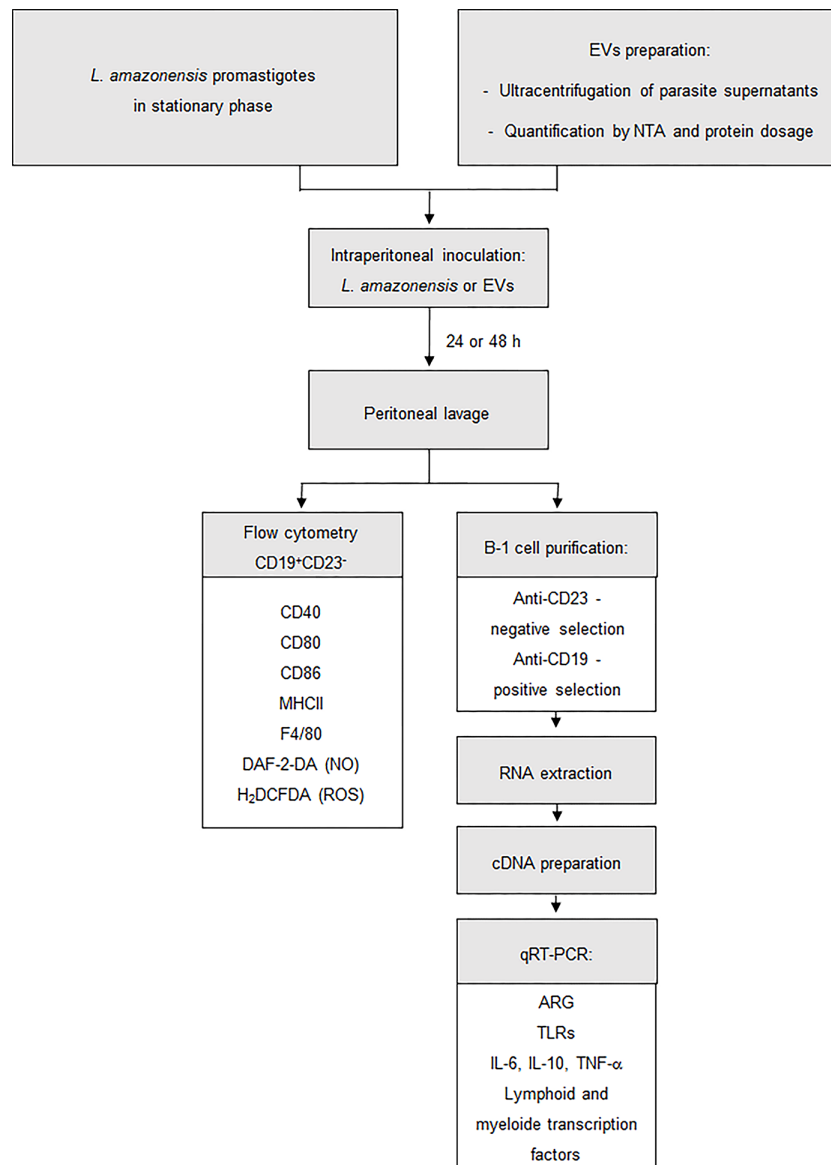 L. amazonensis promastigotes
in stationary phase
EVs preparation:
- Ultracentrifugation of parasite supernatants
- Quantification by NTA and protein dosage
Intraperitoneal inoculation:
L. amazonensis or EVs
24 or 48 h
Peritoneal lavage
Flow cytometry
CD19⁺CD23⁻
CD40
CD80
CD86
MHCII
F4/80
DAF-2-DA (NO)
H₂DCFDA (ROS)
B-1 cell purification:
Anti-CD23 -
negative selection
Anti-CD19 -
positive selection
RNA extraction
cDNA preparation
qRT-PCR:
ARG
TLRs
IL-6, IL-10, TNF-α
Lymphoid and
myeloide transcription
factors